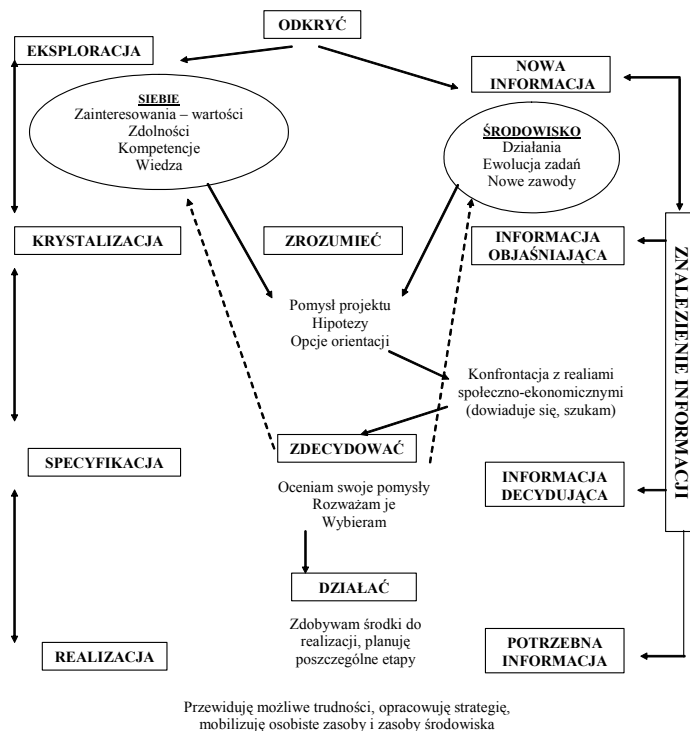 ODKRYĆ
EKSPLORACJA
NOWA
INFORMACJA
SIEBIE
Zainteresowania – wartości
Zdolności
Kompetencje
Wiedza
ŚRODOWISKO
Działania
Ewolucja zadań
Nowe zawody
KRYSTALIZACJA
ZROZUMIEĆ
INFORMACJA
OBJAŚNIAJĄCA
ZNALEZIENIE INFORMACJI
Pomysł projektu
Hipotezy
Opcje orientacji
Konfrontacja z realiami
społeczno-ekonomicznymi
(dowiaduje się, szukam)
ZDECYDOWAĆ
SPECYFIKACJA
INFORMACJA
DECYDUJĄCA
Oceniam swoje pomysły
Rozważam je
Wybieram
DZIAŁAĆ
Zdobywam środki do
realizacji, planuję
poszczególne etapy
REALIZACJA
POTRZEBNA
INFORMACJA
Przewiduję możliwe trudności, opracowuję strategię,
mobilizuję osobiste zasoby i zasoby środowiska